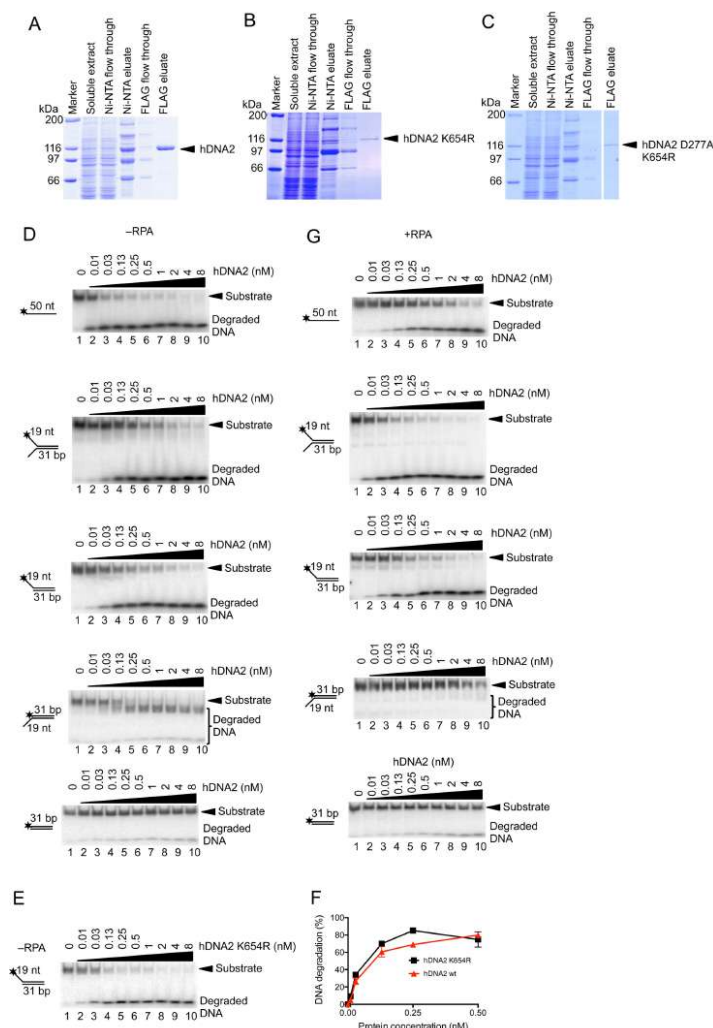 A
kDa
Marker
Soluble extract
Ni-NTA flow through
Ni-NTA eluate
FLAG flow through
FLAG eluate
200
116
97
66
hDNA2
B
kDa
Marker
Soluble extract
Ni-NTA flow through
Ni-NTA eluate
FLAG flow through
FLAG eluate
200
116
97
66
hDNA2 K654R
C
kDa
Marker
Soluble extract
Ni-NTA flow through
Ni-NTA eluate
FLAG flow through
FLAG eluate
200
116
97
66
hDNA2 D277A
K654R
D
–RPA
0 0.01 0.03 0.13 0.25 0.5 1 2 4 8 hDNA2 (nM)
50 nt
Substrate
Degraded
DNA
1 2 3 4 5 6 7 8 9 10
0 0.01 0.03 0.13 0.25 0.5 1 2 4 8 hDNA2 (nM)
19 nt
31 bp
Substrate
Degraded
DNA
1 2 3 4 5 6 7 8 9 10
0 0.01 0.03 0.13 0.25 0.5 1 2 4 8 hDNA2 (nM)
19 nt
31 bp
Substrate
Degraded
DNA
1 2 3 4 5 6 7 8 9 10
0 0.01 0.03 0.13 0.25 0.5 1 2 4 8 hDNA2 (nM)
31 bp
19 nt
Substrate
Degraded
DNA
1 2 3 4 5 6 7 8 9 10
0 0.01 0.03 0.13 0.25 0.5 1 2 4 8 hDNA2 (nM)
31 bp
Substrate
Degraded
DNA
1 2 3 4 5 6 7 8 9 10
G
+RPA
0 0.01 0.03 0.13 0.25 0.5 1 2 4 8 hDNA2 (nM)
50 nt
Substrate
Degraded
DNA
1 2 3 4 5 6 7 8 9 10
0 0.01 0.03 0.13 0.25 0.5 1 2 4 8 hDNA2 (nM)
19 nt
31 bp
Substrate
Degraded
DNA
1 2 3 4 5 6 7 8 9 10
0 0.01 0.03 0.13 0.25 0.5 1 2 4 8 hDNA2 (nM)
19 nt
31 bp
Substrate
Degraded
DNA
1 2 3 4 5 6 7 8 9 10
0 0.01 0.03 0.13 0.25 0.5 1 2 4 8 hDNA2 (nM)
31 bp
19 nt
Substrate
Degraded
DNA
1 2 3 4 5 6 7 8 9 10
hDNA2 (nM)
0 0.01 0.03 0.13 0.25 0.5 1 2 4 8
31 bp
Substrate
Degraded
DNA
1 2 3 4 5 6 7 8 9 10
E
–RPA
0 0.01 0.03 0.13 0.25 0.5 1 2 4 8 hDNA2 K654R (nM)
19 nt
31 bp
Substrate
Degraded
DNA
1 2 3 4 5 6 7 8 9 10
F
DNA degradation (%)
100
80
60
40
20
0
hDNA2 K654R
hDNA2 wt
0.00 0.25 0.50
Protein concentration (nM)